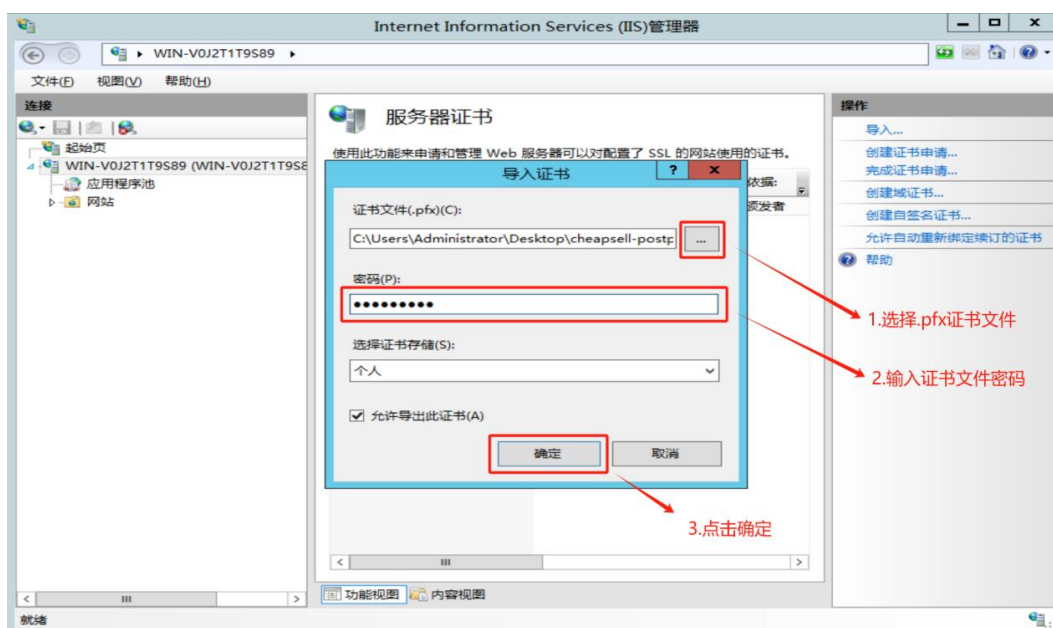 Internet Information Services (IIS)管理器
WIN-V0J2T1T9S89
文件(F) 视图(V) 帮助(H)
连接
起始页
WIN-V0J2T1T9S89 (WIN-V0J2T1T9S8
应用程序池
网站
服务器证书
使用此功能来申请和管理 Web 服务器可以对配置了 SSL 的网站使用的证书。
依据:
颁发者
导入证书
证书文件(.pfx)(C):
C:\Users\Administrator\Desktop\cheapsell-postp
...
密码(P):
●●●●●●●●●
选择证书存储(S):
个人
允许导出此证书(A)
确定 取消
功能视图 内容视图
操作
导入...
创建证书申请...
完成证书申请...
创建域证书...
创建自签名证书...
允许自动重新绑定续订的证书
帮助
1.选择.pfx证书文件
2.输入证书文件密码
3.点击确定
就绪